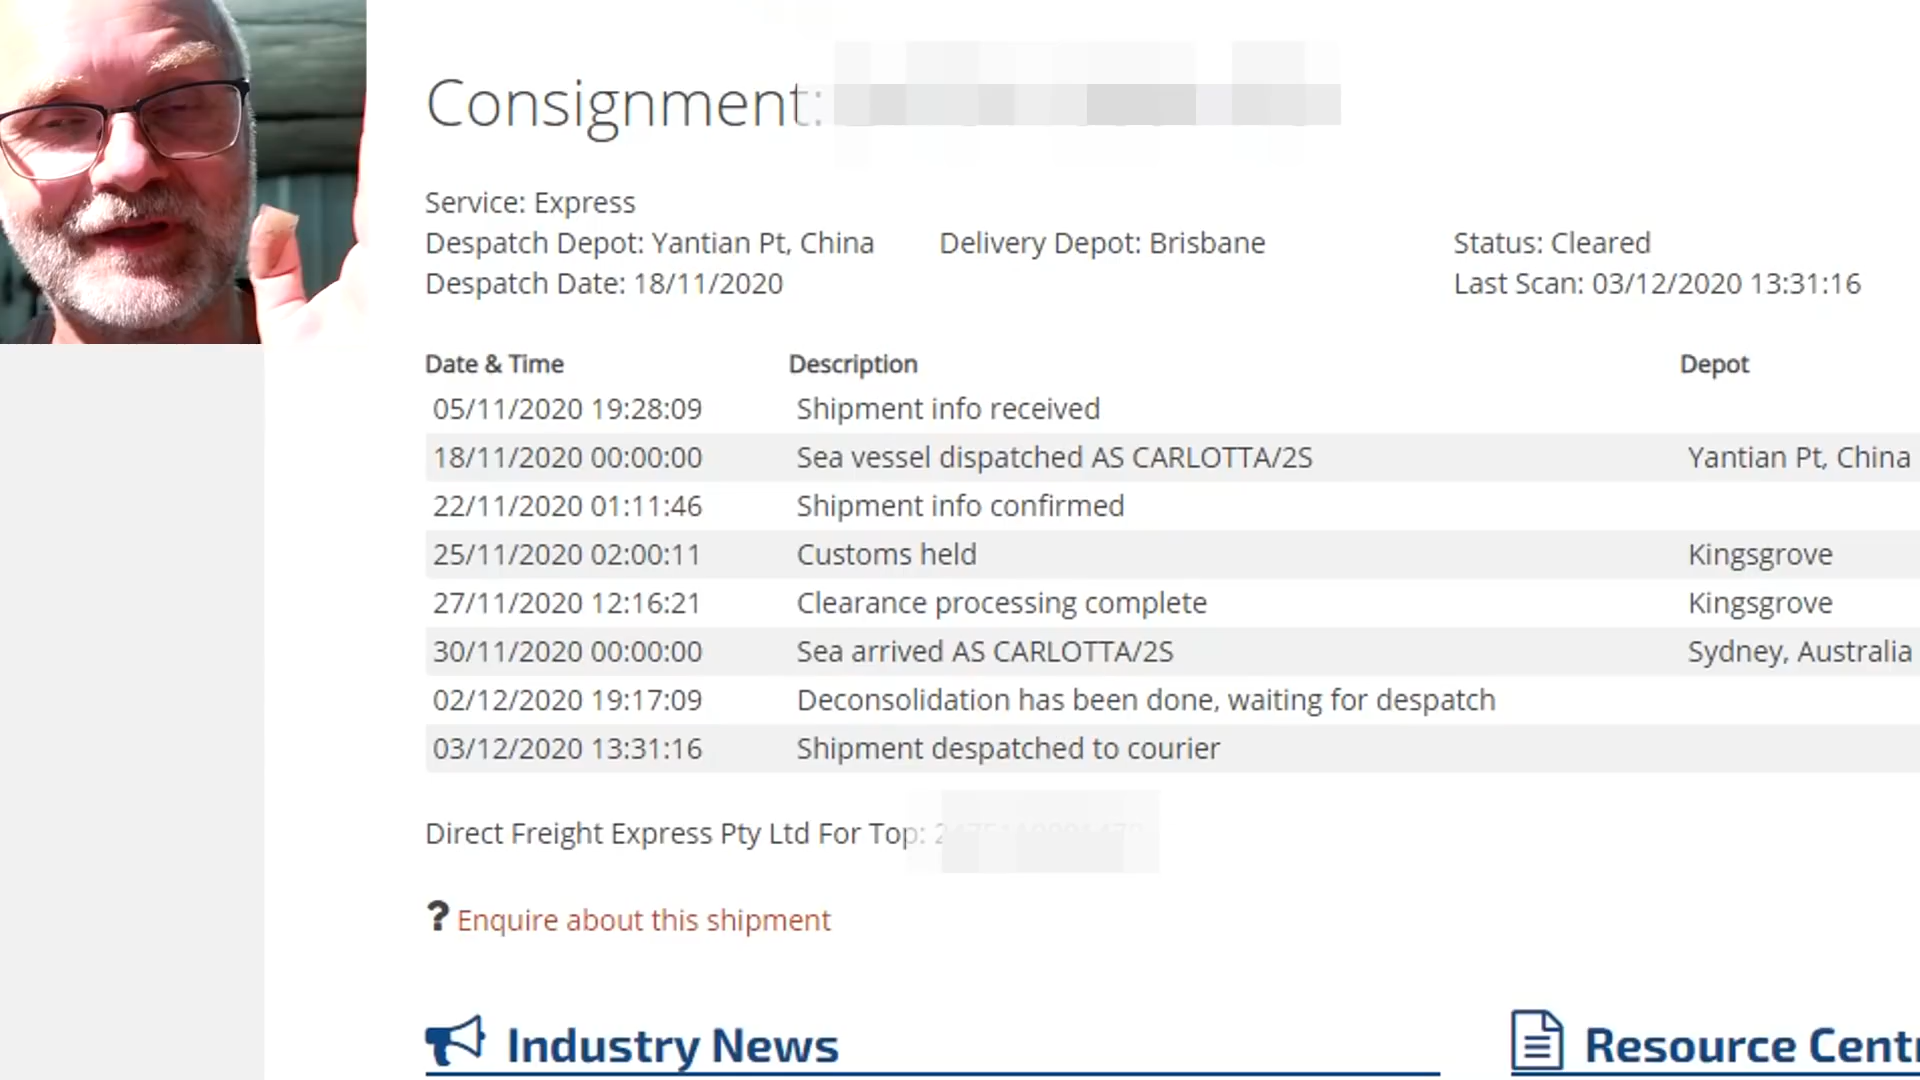 Consignment:
Service: Express
Despatch Depot: Yantian Pt, China Delivery Depot: Brisbane Status: Cleared
Despatch Date: 18/11/2020 Last Scan: 03/12/2020 13:31:16
Date & Time Description Depot
05/11/2020 19:28:09 Shipment info received
18/11/2020 00:00:00 Sea vessel dispatched AS CARLOTTA/2S Yantian Pt, China
22/11/2020 01:11:46 Shipment info confirmed
25/11/2020 02:00:11 Customs held Kingsgrove
27/11/2020 12:16:21 Clearance processing complete Kingsgrove
30/11/2020 00:00:00 Sea arrived AS CARLOTTA/2S Sydney, Australia
02/12/2020 19:17:09 Deconsolidation has been done, waiting for despatch
03/12/2020 13:31:16 Shipment despatched to courier
Direct Freight Express Pty Ltd For Top:
? Enquire about this shipment
Industry News Resource Centr